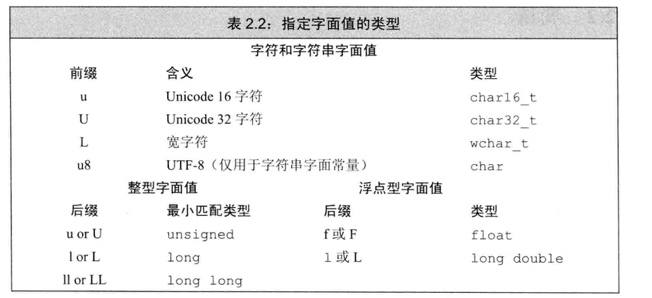 表 2.2：指定字面值的类型
字符和字符串字面值
前缀 含义 类型
u Unicode 16 字符 char16_t
U Unicode 32 字符 char32_t
L 宽字符 wchar_t
u8 UTF-8（仅用于字符串字面常量） char
整型字面值 浮点型字面值
后缀 最小匹配类型 后缀 类型
u or U unsigned f 或 F float
l or L long l 或 L long double
ll or LL long long